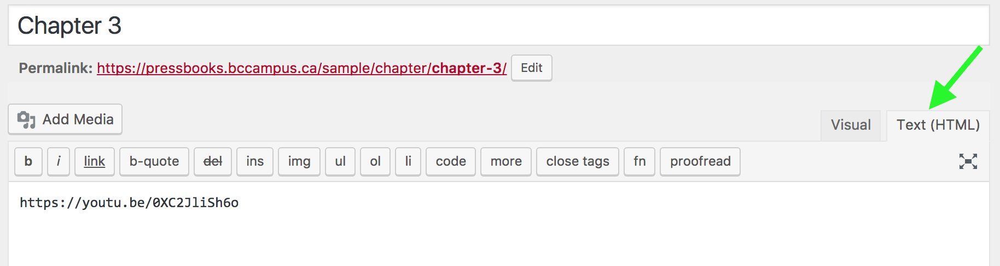 Chapter 3
Permalink: https://pressbooks.bccampus.ca/sample/chapter/chapter-3/ Edit
Add Media
Visual Text (HTML)
b i link b-quote del ins img ul ol li code more close tags fn proofread
https://youtu.be/0XC2JliSh6o